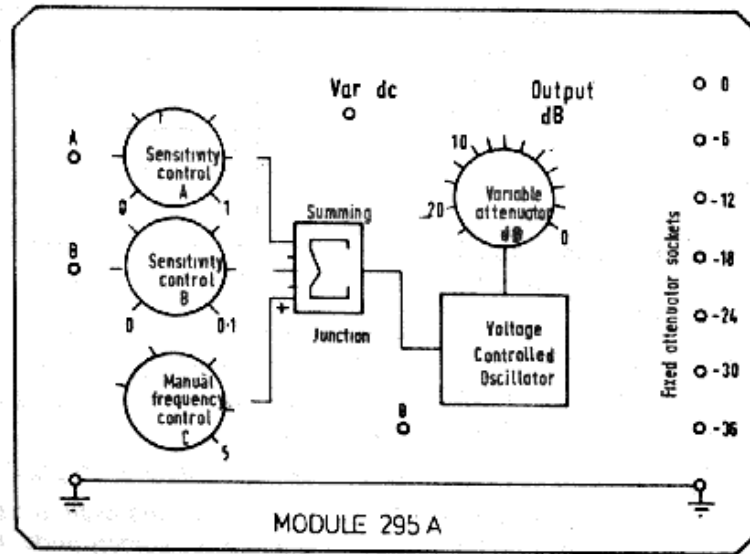 Var dc
Output
dB
0
A
-6
10
Sensitivity
control
A
0
1
-12
Variable
attenuator
dB
20
0
Summing
Σ
B
Sensitivity
control
B
0
0·1
-18
Fixed attenuator sockets
-24
+
Junction
Voltage
Controlled
Oscillator
-30
Manual
frequency
control
C
5
-36
MODULE 295 A